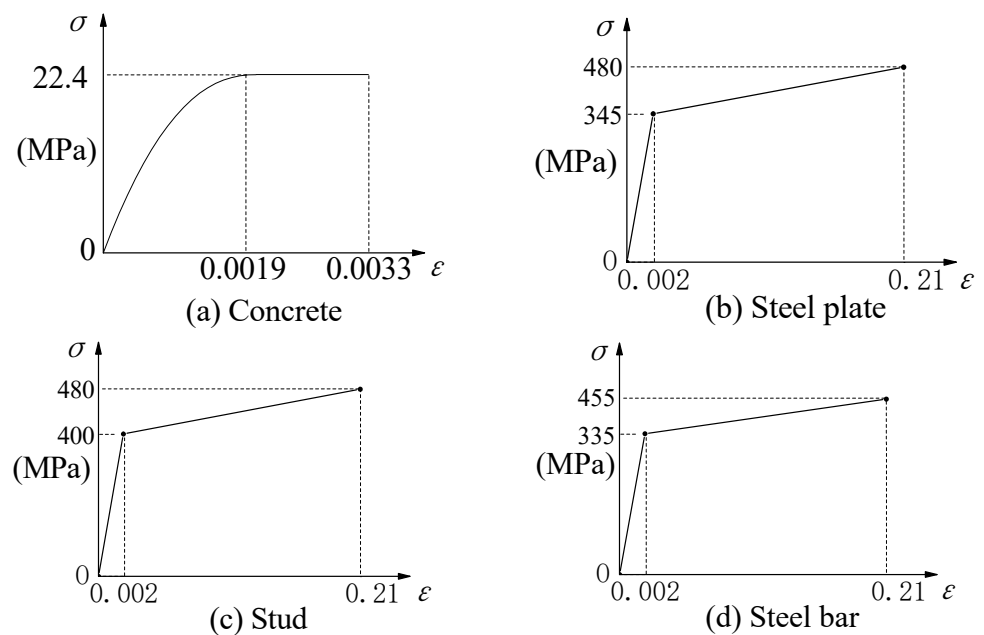 σ
22.4
(MPa)
0
0.0019
0.0033
ε
(a) Concrete
σ
480
345
(MPa)
0
0.002
0.21
ε
(b) Steel plate
σ
480
400
(MPa)
0
0.002
0.21
ε
(c) Stud
σ
455
335
(MPa)
0
0.002
0.21
ε
(d) Steel bar